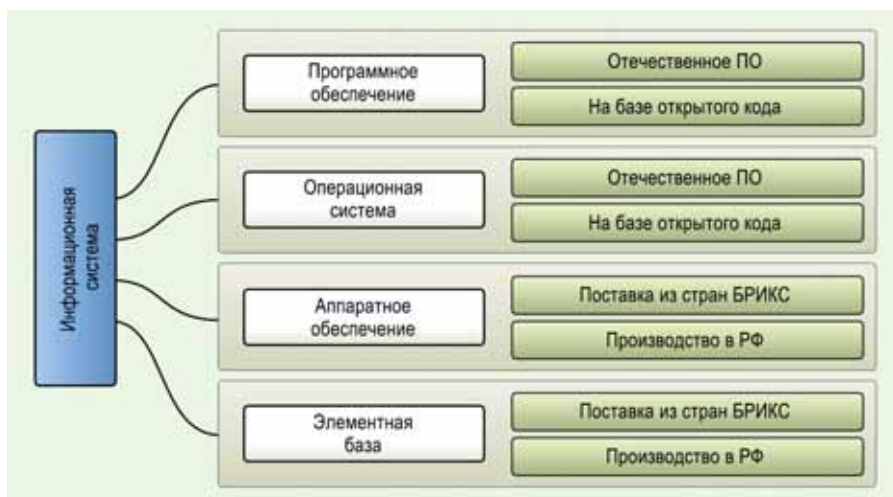 Информационная
система
Программное
обеспечение
Отечественное ПО
На базе открытого кода
Операционная
система
Отечественное ПО
На базе открытого кода
Аппаратное
обеспечение
Поставка из стран БРИКС
Производство в РФ
Элементная
база
Поставка из стран БРИКС
Производство в РФ